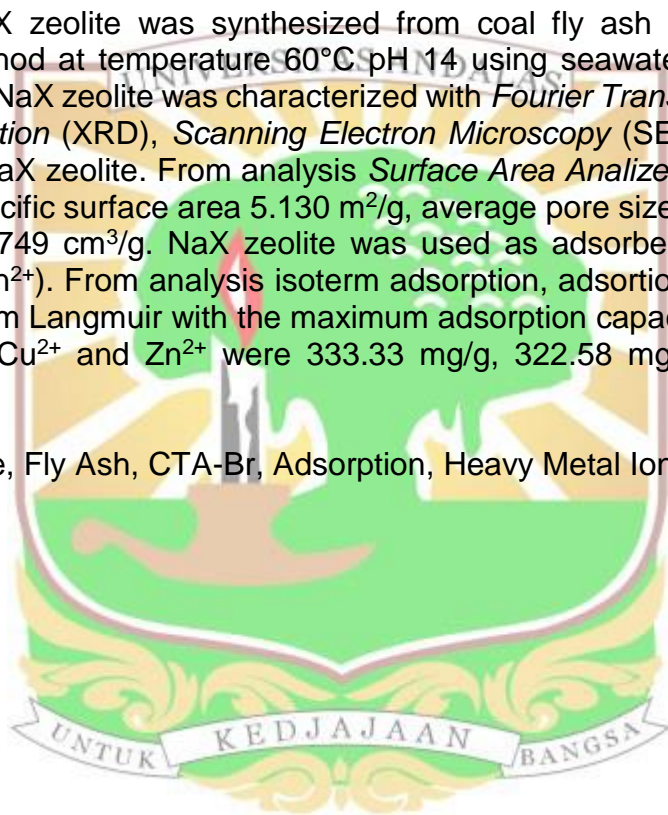 X zeolite was synthesized from coal fly ash
nod at temperature 60°C pH 14 using seawate
UNIVERSITAS ANDALAS
NaX zeolite was characterized with Fourier Trans
tion (XRD), Scanning Electron Microscopy (SE
aX zeolite. From analysis Surface Area Analize
cific surface area 5.130 m²/g, average pore size
749 cm³/g. NaX zeolite was used as adsorbe
n²⁺). From analysis isoterm adsorption, adsortio
m Langmuir with the maximum adsorption capac
Cu²⁺ and Zn²⁺ were 333.33 mg/g, 322.58 mg
e, Fly Ash, CTA-Br, Adsorption, Heavy Metal Ion
UNTUK KEDJAJAAN BANGSA